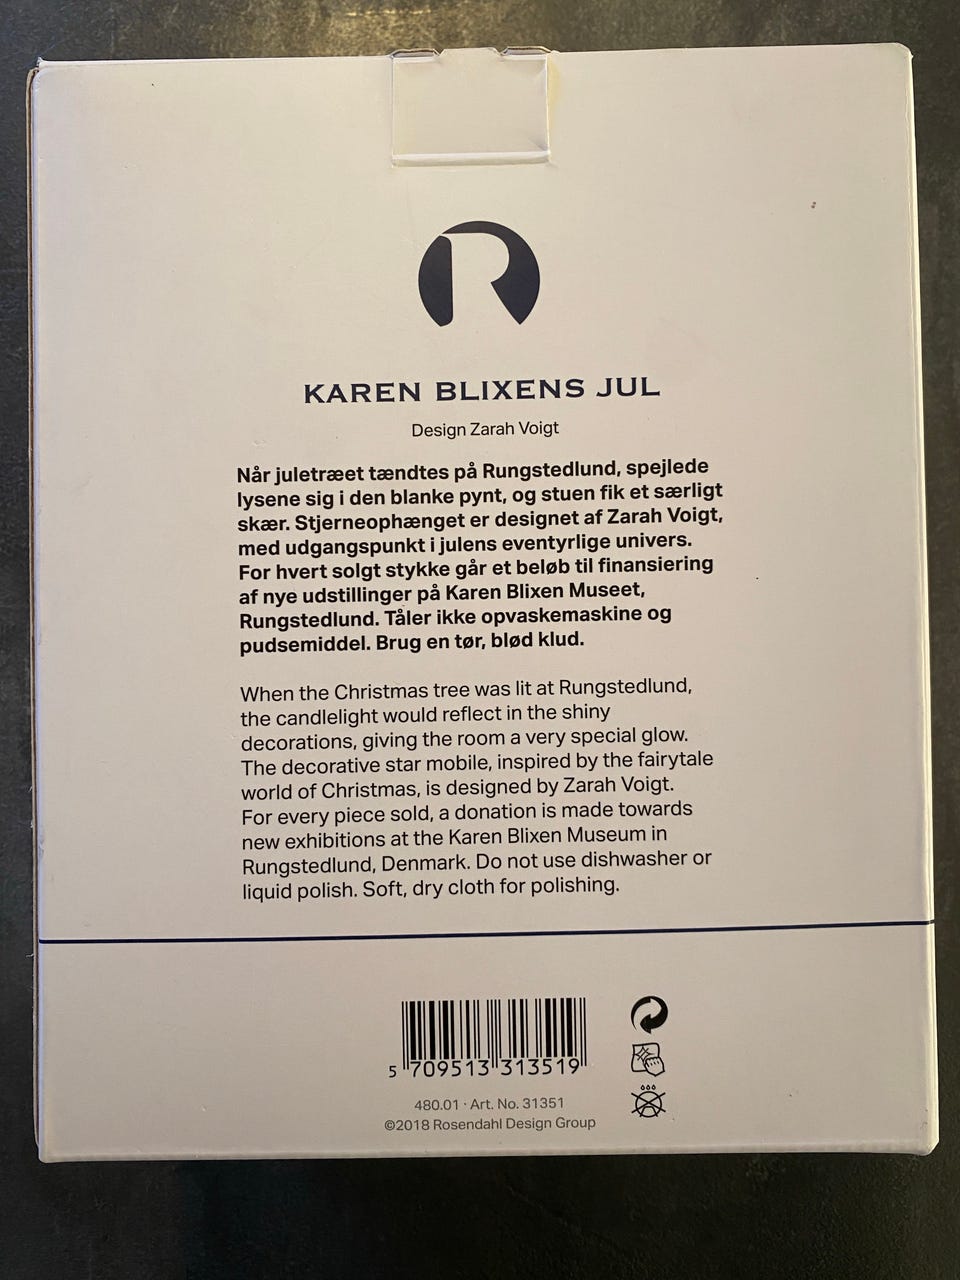 R
KAREN BLIXENS JUL
Design Zarah Voigt
Når juletræet tændtes på Rungstedlund, spejlede
lysene sig i den blanke pynt, og stuen fik et særligt
skær. Stjerneophænget er designet af Zarah Voigt,
med udgangspunkt i julens eventyrlige univers.
For hvert solgt stykke går et beløb til finansiering
af nye udstillinger på Karen Blixen Museet,
Rungstedlund. Tåler ikke opvaskemaskine og
pudsemiddel. Brug en tør, blød klud.
When the Christmas tree was lit at Rungstedlund,
the candlelight would reflect in the shiny
decorations, giving the room a very special glow.
The decorative star mobile, inspired by the fairytale
world of Christmas, is designed by Zarah Voigt.
For every piece sold, a donation is made towards
new exhibitions at the Karen Blixen Museum in
Rungstedlund, Denmark. Do not use dishwasher or
liquid polish. Soft, dry cloth for polishing.
5 709513 313519
480.01 · Art. No. 31351
©2018 Rosendahl Design Group